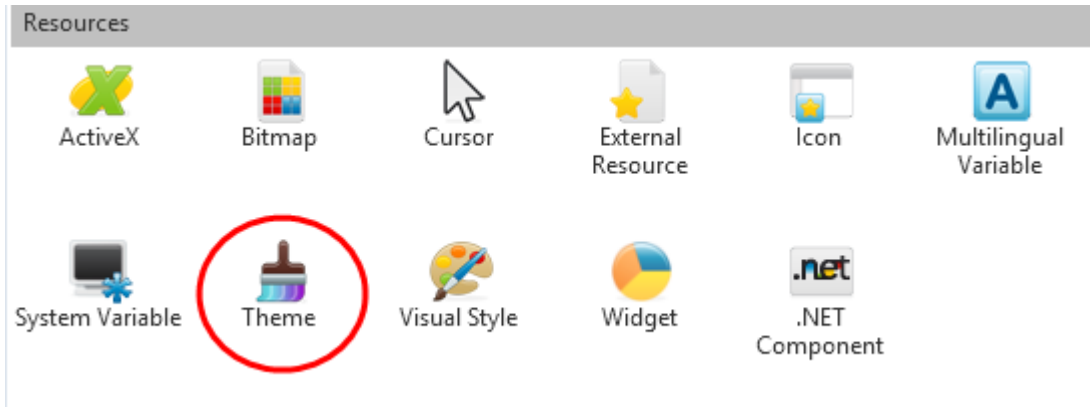 Resources
ActiveX
Bitmap
Cursor
External
Resource
Icon
A
Multilingual
Variable
System Variable
Theme
Visual Style
Widget
.net
.NET
Component